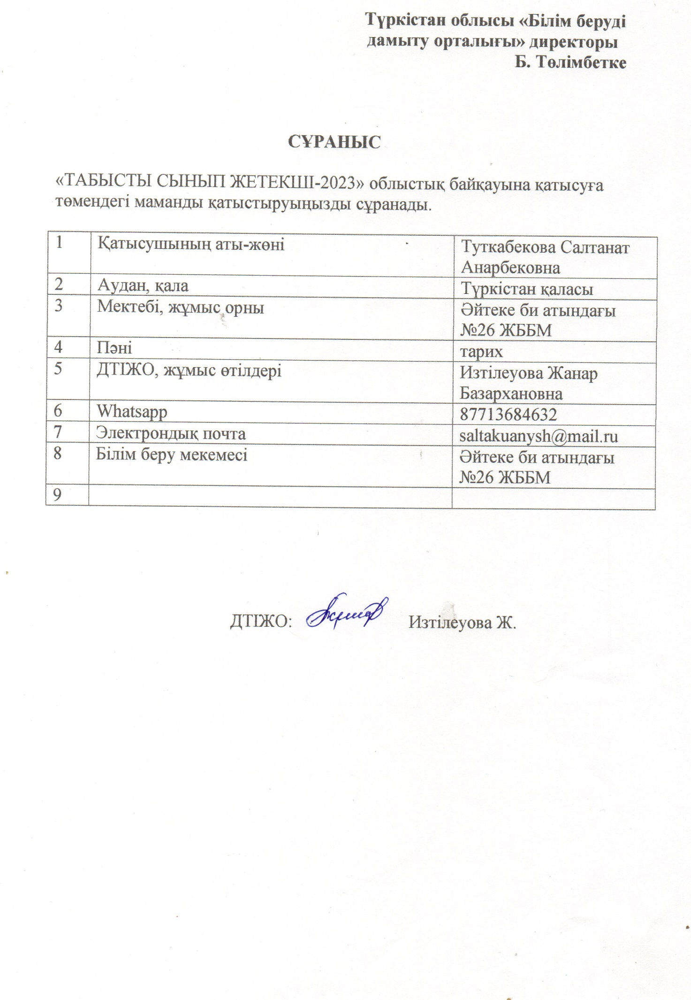 Түркістан облысы «Білім беруді
дамыту орталығы» директоры
Б. Төлімбетке
СҰРАНЫС
«ТАБЫСТЫ СЫНЫП ЖЕТЕКШІ-2023» облыстық байқауына қатысуға
төмендегі маманды қатыстыруыңызды сұранады.
1 Қатысушының аты-жөні Туткабекова Салтанат
Анарбековна
2 Аудан, қала Түркістан қаласы
3 Мектебі, жұмыс орны Әйтеке би атындағы
№26 ЖББМ
4 Пәні тарих
5 ДТІЖО, жұмыс өтілдері Изтілеуова Жанар
Базархановна
6 Whatsapp 87713684632
7 Электрондық почта saltakuanysh@mail.ru
8 Білім беру мекемесі Әйтеке би атындағы
№26 ЖББМ
9
ДТІЖО: Изтілеуова Ж.